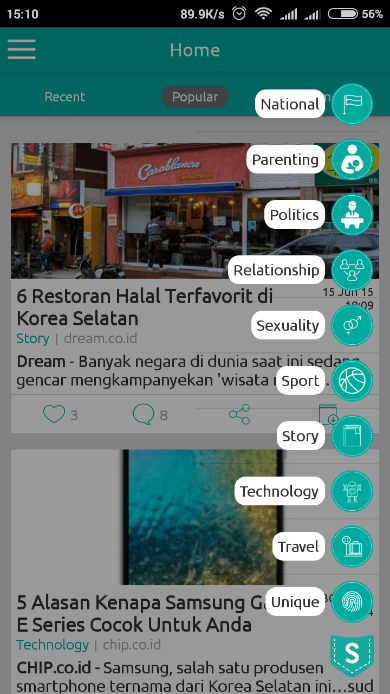 15:10
89.9K/s
56%
Home
Recent
Popular
National
Parenting
Politics
Relationship
Sexuality
Sport
Story
Technology
Travel
Unique
Casablanca
6 Restoran Halal Terfavorit di
Korea Selatan
15 Jun 15
18:09
Story | dream.co.id
Dream - Banyak negara di dunia saat ini sedang
gencar mengkampanyekan 'wisata
3
8
5 Alasan Kenapa Samsung
E Series Cocok Untuk Anda
Technology | chip.co.id
CHIP.co.id - Samsung, salah satu produsen
smartphone ternama dari Korea Selatan ini...sud
S